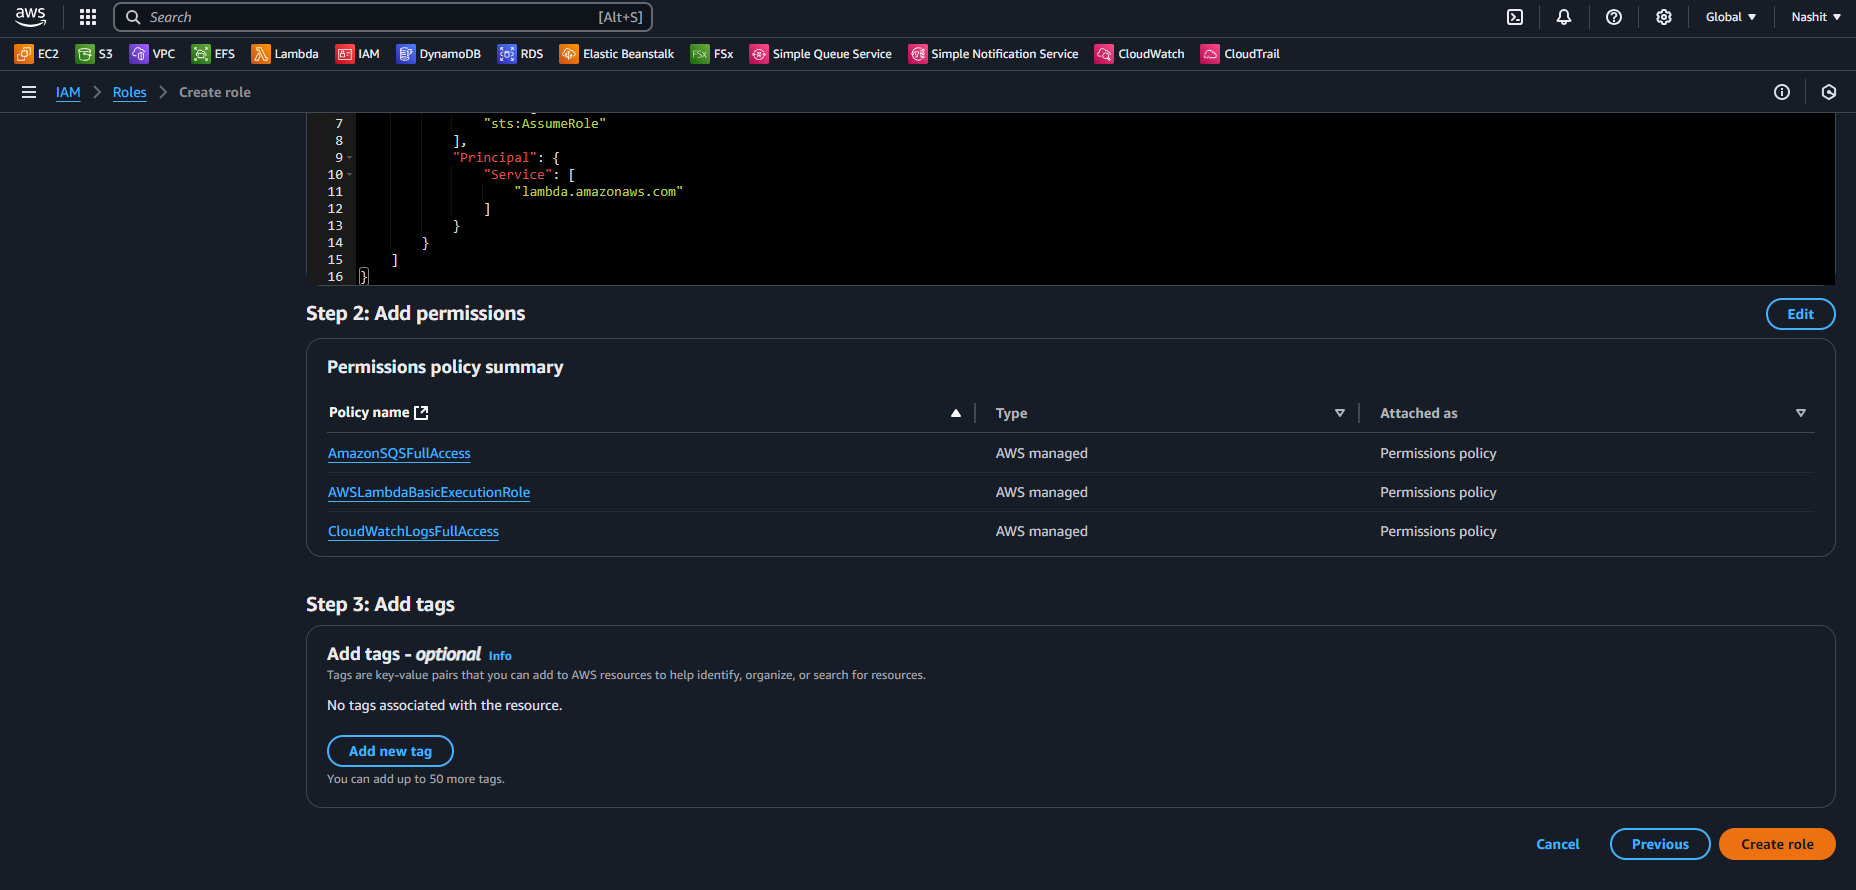 aws
Search [Alt+S]
Global ▼ Nashit ▼
EC2 S3 VPC EFS Lambda IAM DynamoDB RDS Elastic Beanstalk FSx FSx Simple Queue Service Simple Notification Service CloudWatch CloudTrail
IAM > Roles > Create role
7 "sts:AssumeRole"
8 ],
9 "Principal": {
10 "Service": [
11 "lambda.amazonaws.com"
12 ]
13 }
14 }
15 ]
16 }
Step 2: Add permissions
Edit
Permissions policy summary
Policy name Type Attached as
AmazonSQSFullAccess AWS managed Permissions policy
AWSLambdaBasicExecutionRole AWS managed Permissions policy
CloudWatchLogsFullAccess AWS managed Permissions policy
Step 3: Add tags
Add tags - optional Info
Tags are key-value pairs that you can add to AWS resources to help identify, organize, or search for resources.
No tags associated with the resource.
Add new tag
You can add up to 50 more tags.
Cancel Previous Create role